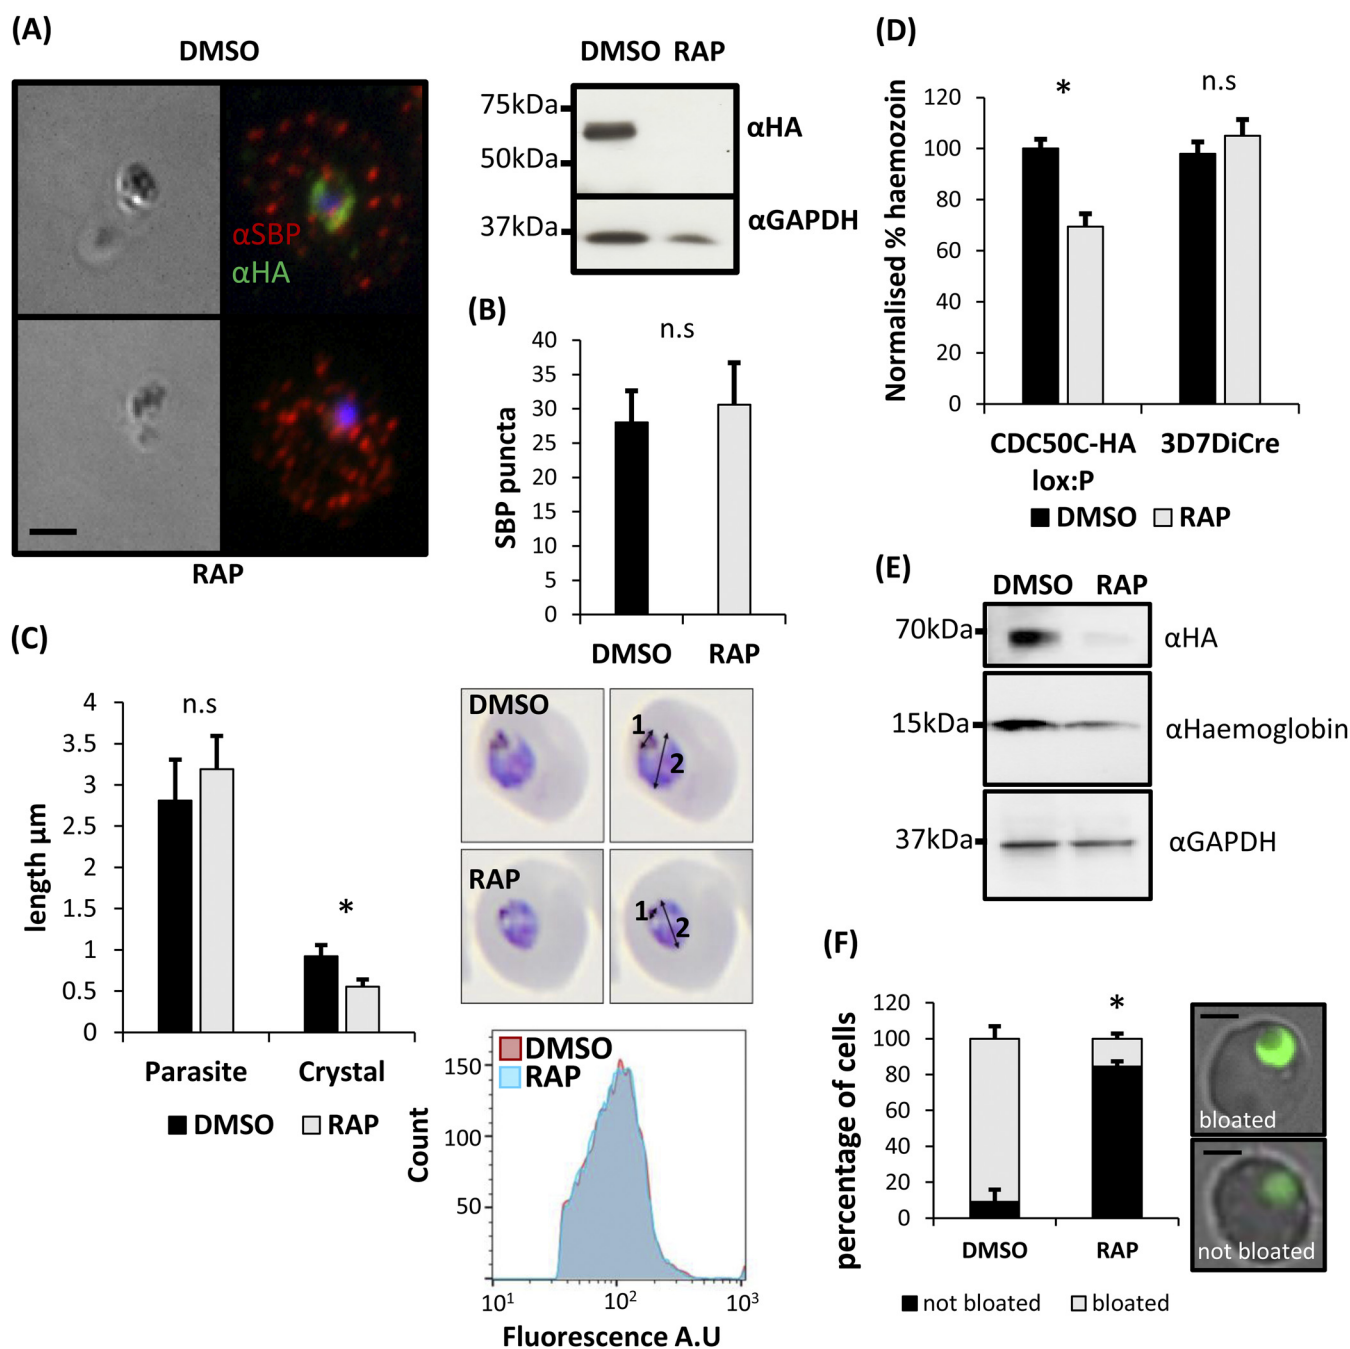 (A)
DMSO
αSBP
αHA
RAP
DMSO RAP
75kDa
50kDa
αHA
37kDa
αGAPDH
(B)
n.s
SBP puncta
40
35
30
25
20
15
10
5
0
DMSO RAP
(C)
length µm
4
3.5
3
2.5
2
1.5
1
0.5
0
n.s
*
Parasite Crystal
DMSO RAP
DMSO
1
2
RAP
1
2
DMSO
RAP
Count
150
100
50
10¹ 10² 10³
Fluorescence A.U
(D)
Normalised % haemozoin
120
100
80
60
40
20
0
*
n.s
CDC50C-HA 3D7DiCre
lox:P
DMSO RAP
(E)
DMSO RAP
70kDa
αHA
15kDa
αHaemoglobin
37kDa
αGAPDH
(F)
percentage of cells
120
100
80
60
40
20
0
*
DMSO RAP
not bloated bloated
bloated
not bloated